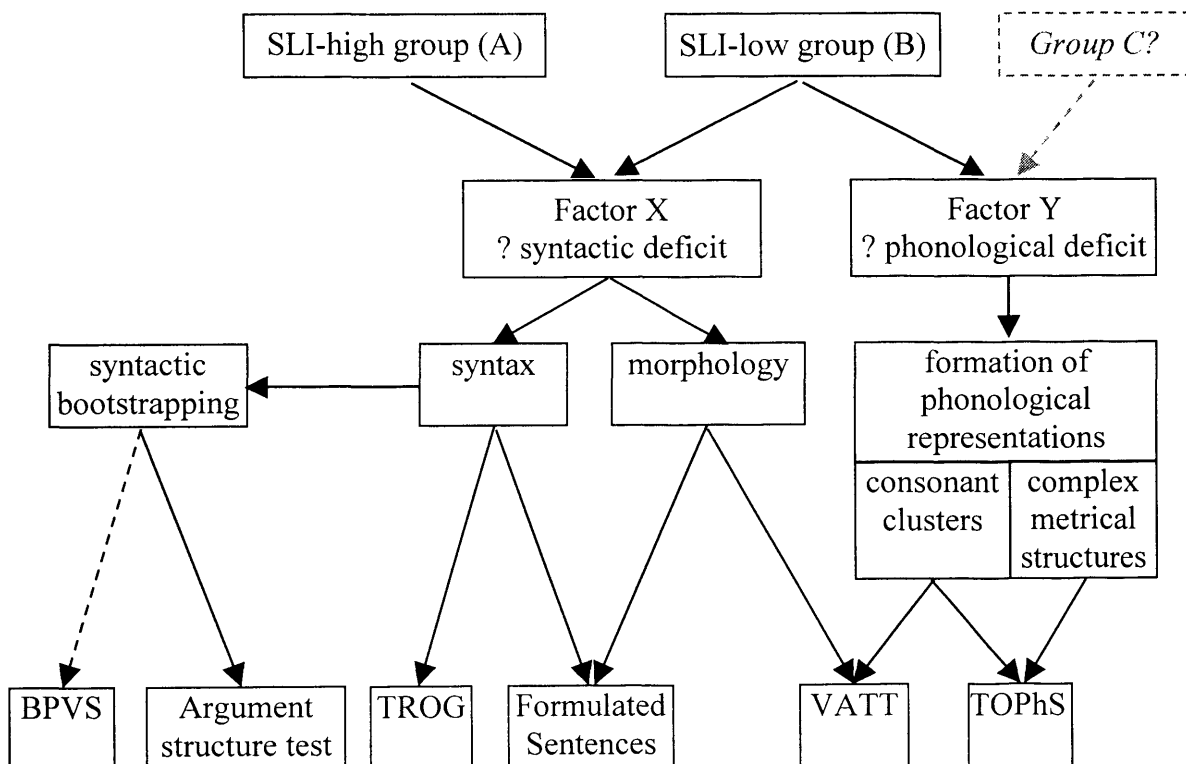 SLI-high group (A)
SLI-low group (B)
Group C?
Factor X
? syntactic deficit
Factor Y
? phonological deficit
syntactic
bootstrapping
syntax
morphology
formation of
phonological
representations
consonant
clusters
complex
metrical
structures
BPVS
Argument
structure test
TROG
Formulated
Sentences
VATT
TOPhS